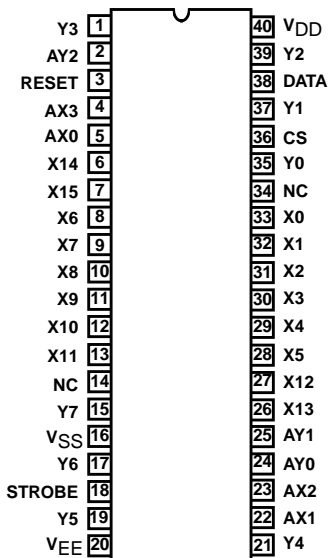 Y3 1 40 VDD
AY2 2 39 Y2
RESET 3 38 DATA
AX3 4 37 Y1
AX0 5 36 CS
X14 6 35 Y0
X15 7 34 NC
X6 8 33 X0
X7 9 32 X1
X8 10 31 X2
X9 11 30 X3
X10 12 29 X4
X11 13 28 X5
NC 14 27 X12
Y7 15 26 X13
VSS 16 25 AY1
Y6 17 24 AY0
STROBE 18 23 AX2
Y5 19 22 AX1
VEE 20 21 Y4